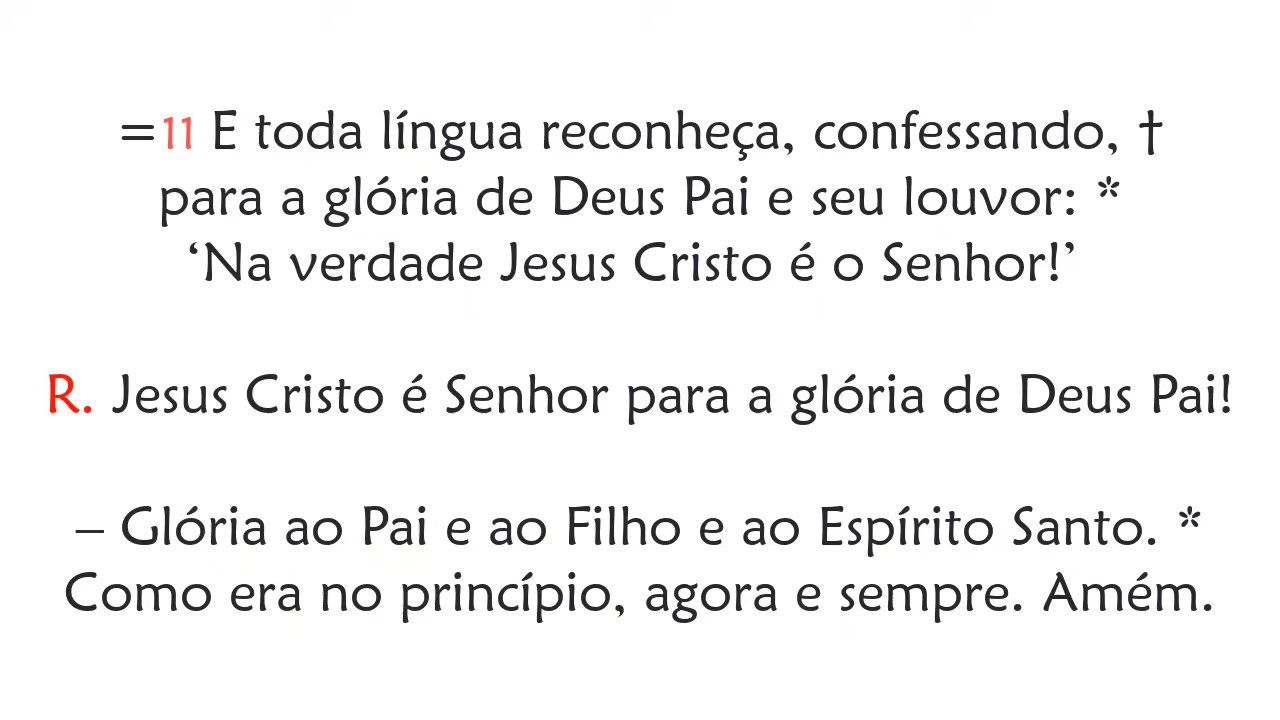 =11 E toda língua reconheça, confessando, †
para a glória de Deus Pai e seu louvor: *
‘Na verdade Jesus Cristo é o Senhor!’
R. Jesus Cristo é Senhor para a glória de Deus Pai!
– Glória ao Pai e ao Filho e ao Espírito Santo. *
Como era no princípio, agora e sempre. Amém.